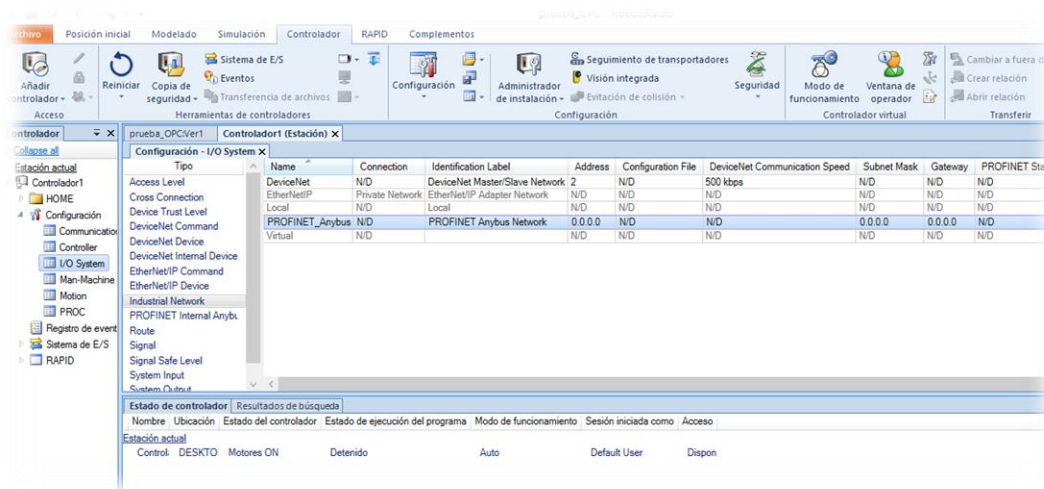 Archivo Posición inicial Modelado Simulación Controlador RAPID Complementos
Añadir controlador
Reiniciar
Copia de seguridad
Sistema de E/S
Eventos
Transferencia de archivos
Configuración
Administrador de instalación
Seguimiento de transportadores
Visión integrada
Evitación de colisión
Seguridad
Modo de funcionamiento
Ventana de operador
Cambiar a fuera d
Crear relación
Abrir relación
Acceso Herramientas de controladores Configuración Controlador virtual Transferir
ontrolador
prueba_OPC:Ver1 Controlador1 (Estación) X
Collapse all
Estación actual
Controlador1
HOME
Configuración
Communication
Controller
I/O System
Man-Machine
Motion
PROC
Registro de event
Sistema de E/S
RAPID
Configuración - I/O System X
Tipo
Access Level
Cross Connection
Device Trust Level
DeviceNet Command
DeviceNet Device
DeviceNet Internal Device
EtherNet/IP Command
EtherNet/IP Device
Industrial Network
PROFINET Internal Anybu
Route
Signal
Signal Safe Level
System Input
System Output
Name Connection Identification Label Address Configuration File DeviceNet Communication Speed Subnet Mask Gateway PROFINET Sta
DeviceNet N/D DeviceNet Master/Slave Network 2 N/D 500 kbps N/D N/D N/D
EtherNetIP Private Network EtherNet/IP Adapter Network N/D N/D N/D N/D N/D N/D
Local N/D Local N/D N/D N/D N/D N/D N/D
PROFINET_Anybus N/D PROFINET Anybus Network 0.0.0.0 N/D N/D 0.0.0.0 0.0.0.0 N/D
Virtual N/D N/D N/D N/D N/D N/D N/D
Estado de controlador Resultados de búsqueda
Nombre Ubicación Estado del controlador Estado de ejecución del programa Modo de funcionamiento Sesión iniciada como Acceso
Estación actual
Control DESKTO Motores ON Detenido Auto Default User Dispon